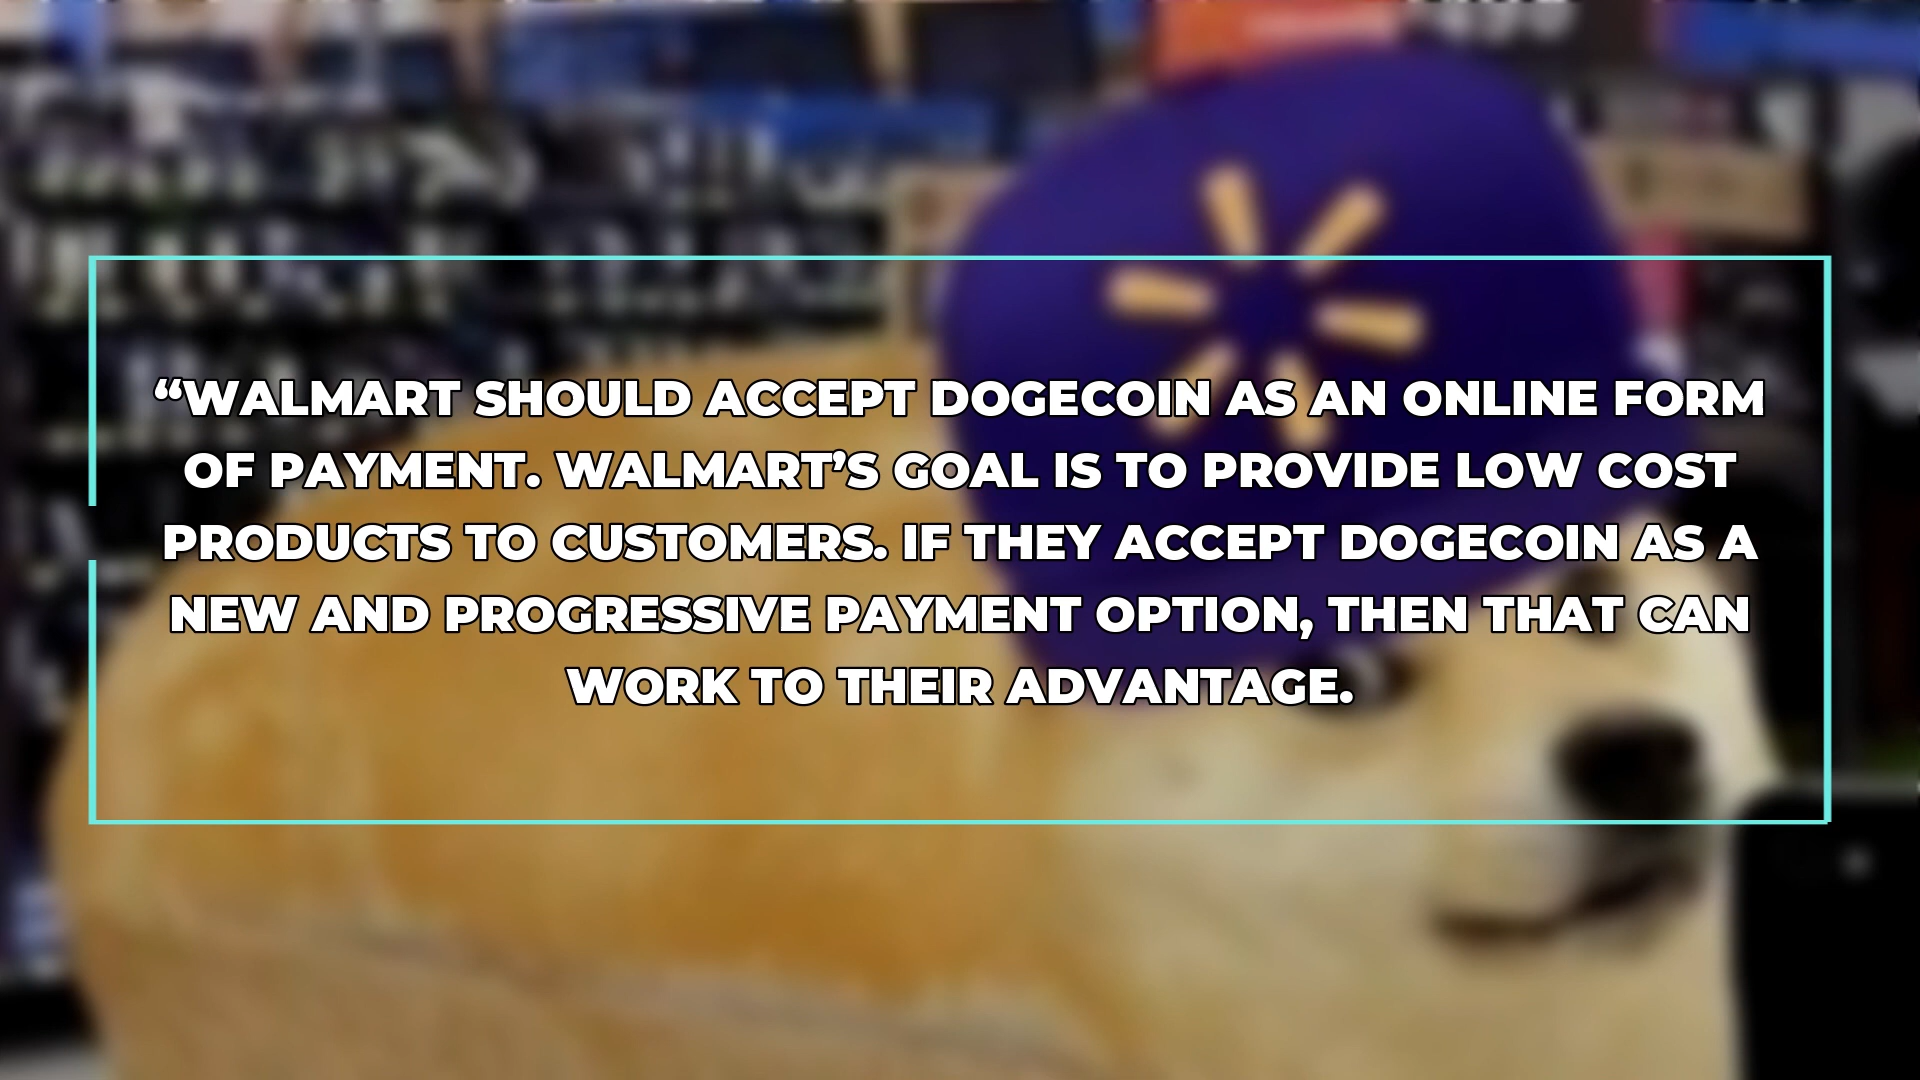 “WALMART SHOULD ACCEPT DOGECOIN AS AN ONLINE FORM
OF PAYMENT. WALMART’S GOAL IS TO PROVIDE LOW COST
PRODUCTS TO CUSTOMERS. IF THEY ACCEPT DOGECOIN AS A
NEW AND PROGRESSIVE PAYMENT OPTION, THEN THAT CAN
WORK TO THEIR ADVANTAGE.